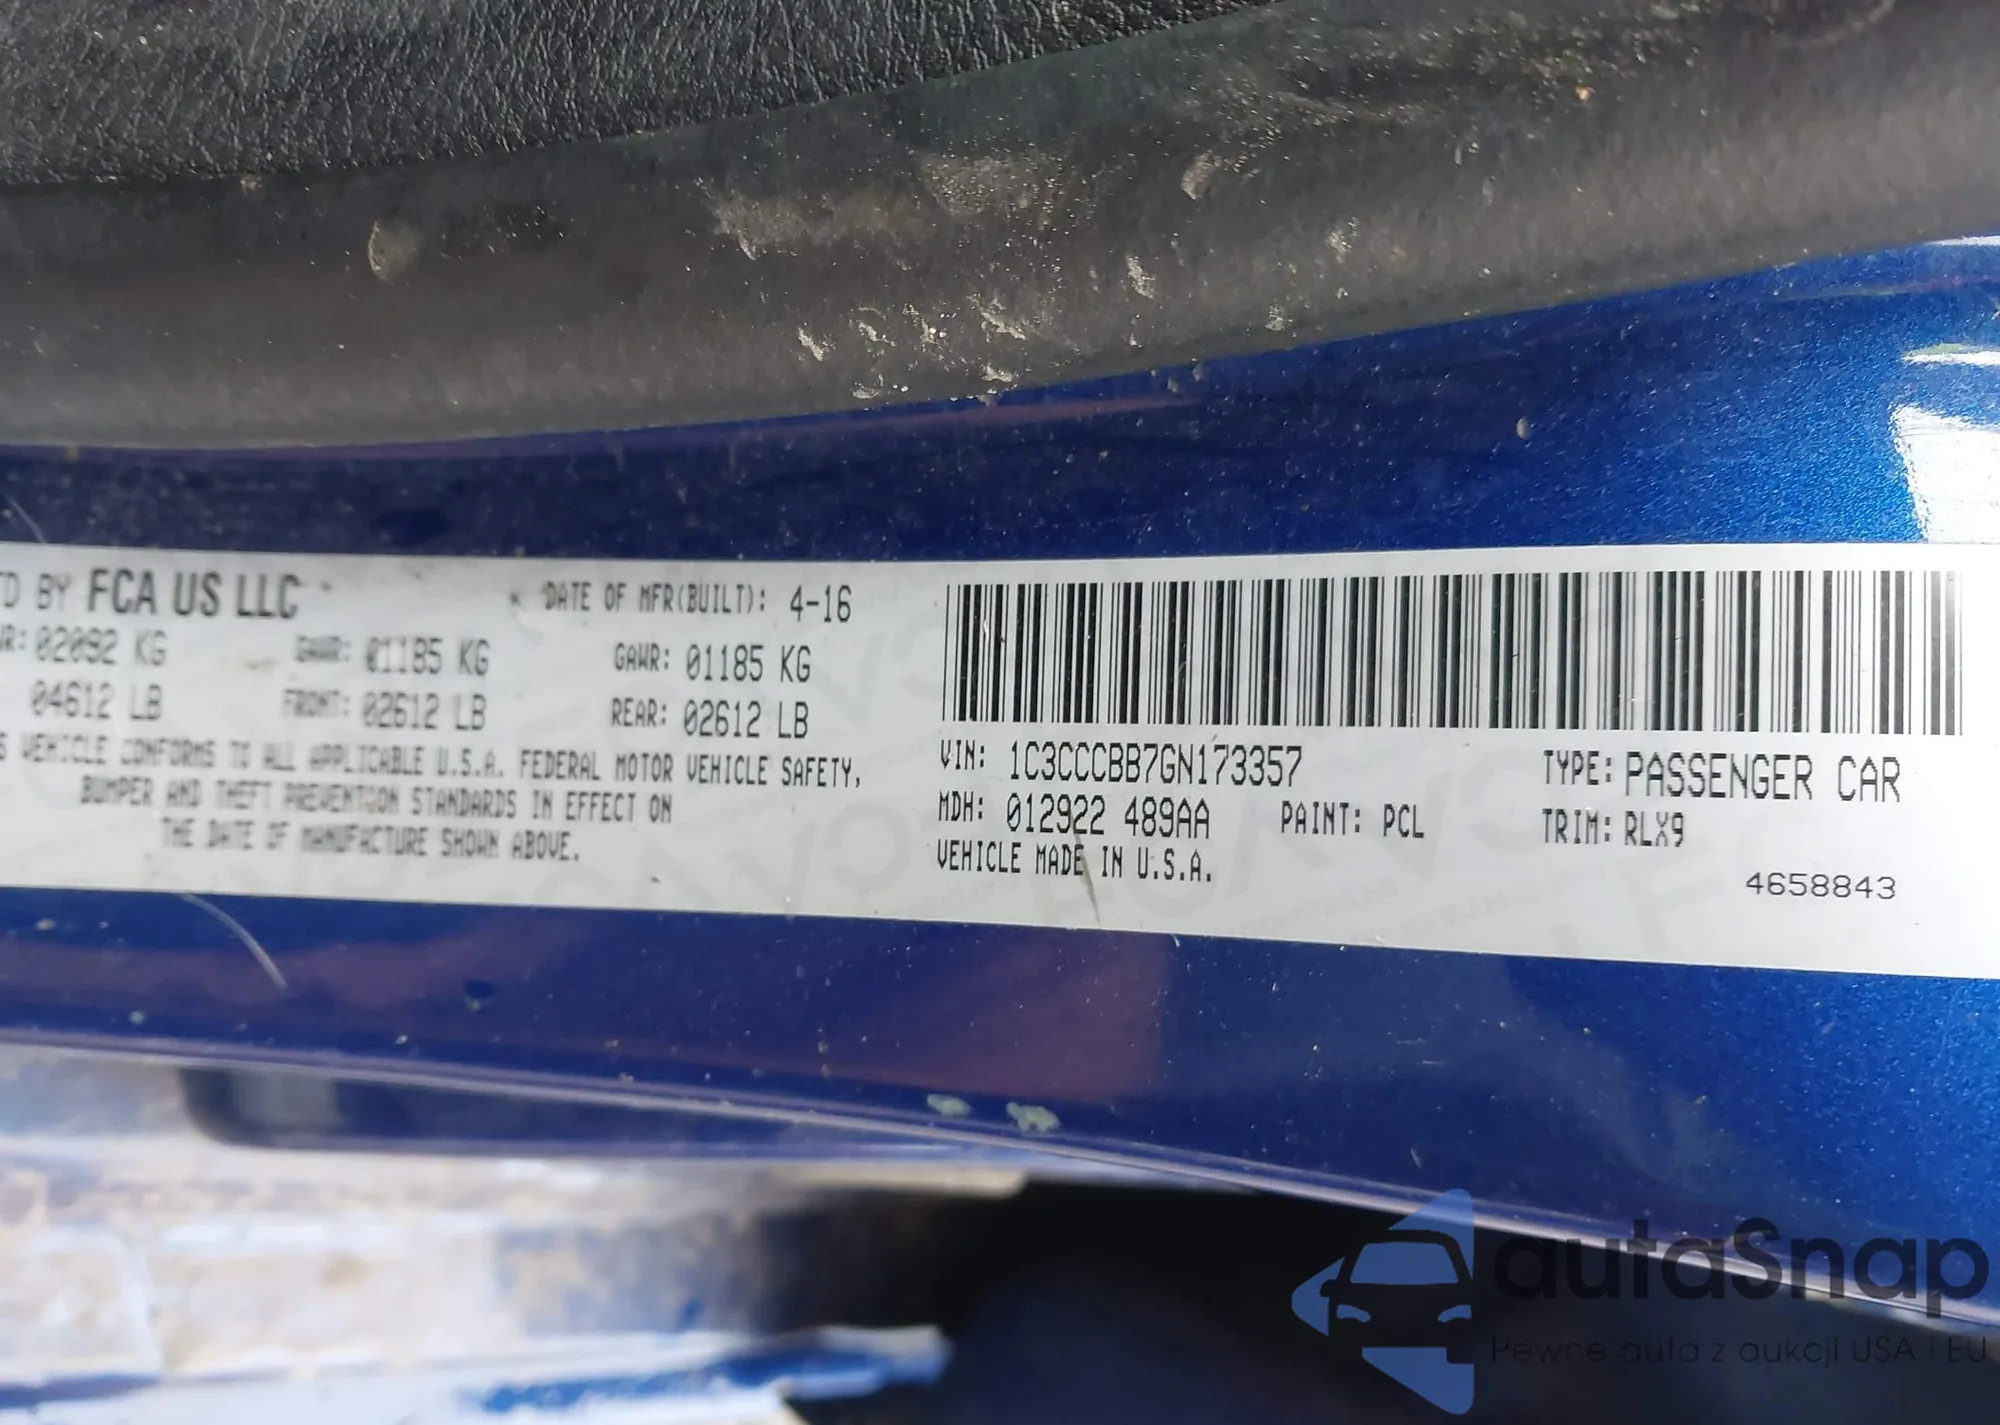 TD BY FCA US LLC DATE OF MFR(BUILT): 4-16
WR: 02092 KG GAWR: 01185 KG GAWR: 01185 KG
04612 LB FRONT: 02612 LB REAR: 02612 LB
S VEHICLE CONFORMS TO ALL APPLICABLE U.S.A. FEDERAL MOTOR VEHICLE SAFETY,
BUMPER AND THEFT PREVENTION STANDARDS IN EFFECT ON
THE DATE OF MANUFACTURE SHOWN ABOVE.
VIN: 1C3CCCBB7GN173357 TYPE: PASSENGER CAR
MDH: 012922 489AA PAINT: PCL TRIM: RLX9
VEHICLE MADE IN U.S.A.
4658843
autaSnap
Pewne auta z aukcji USA i EU